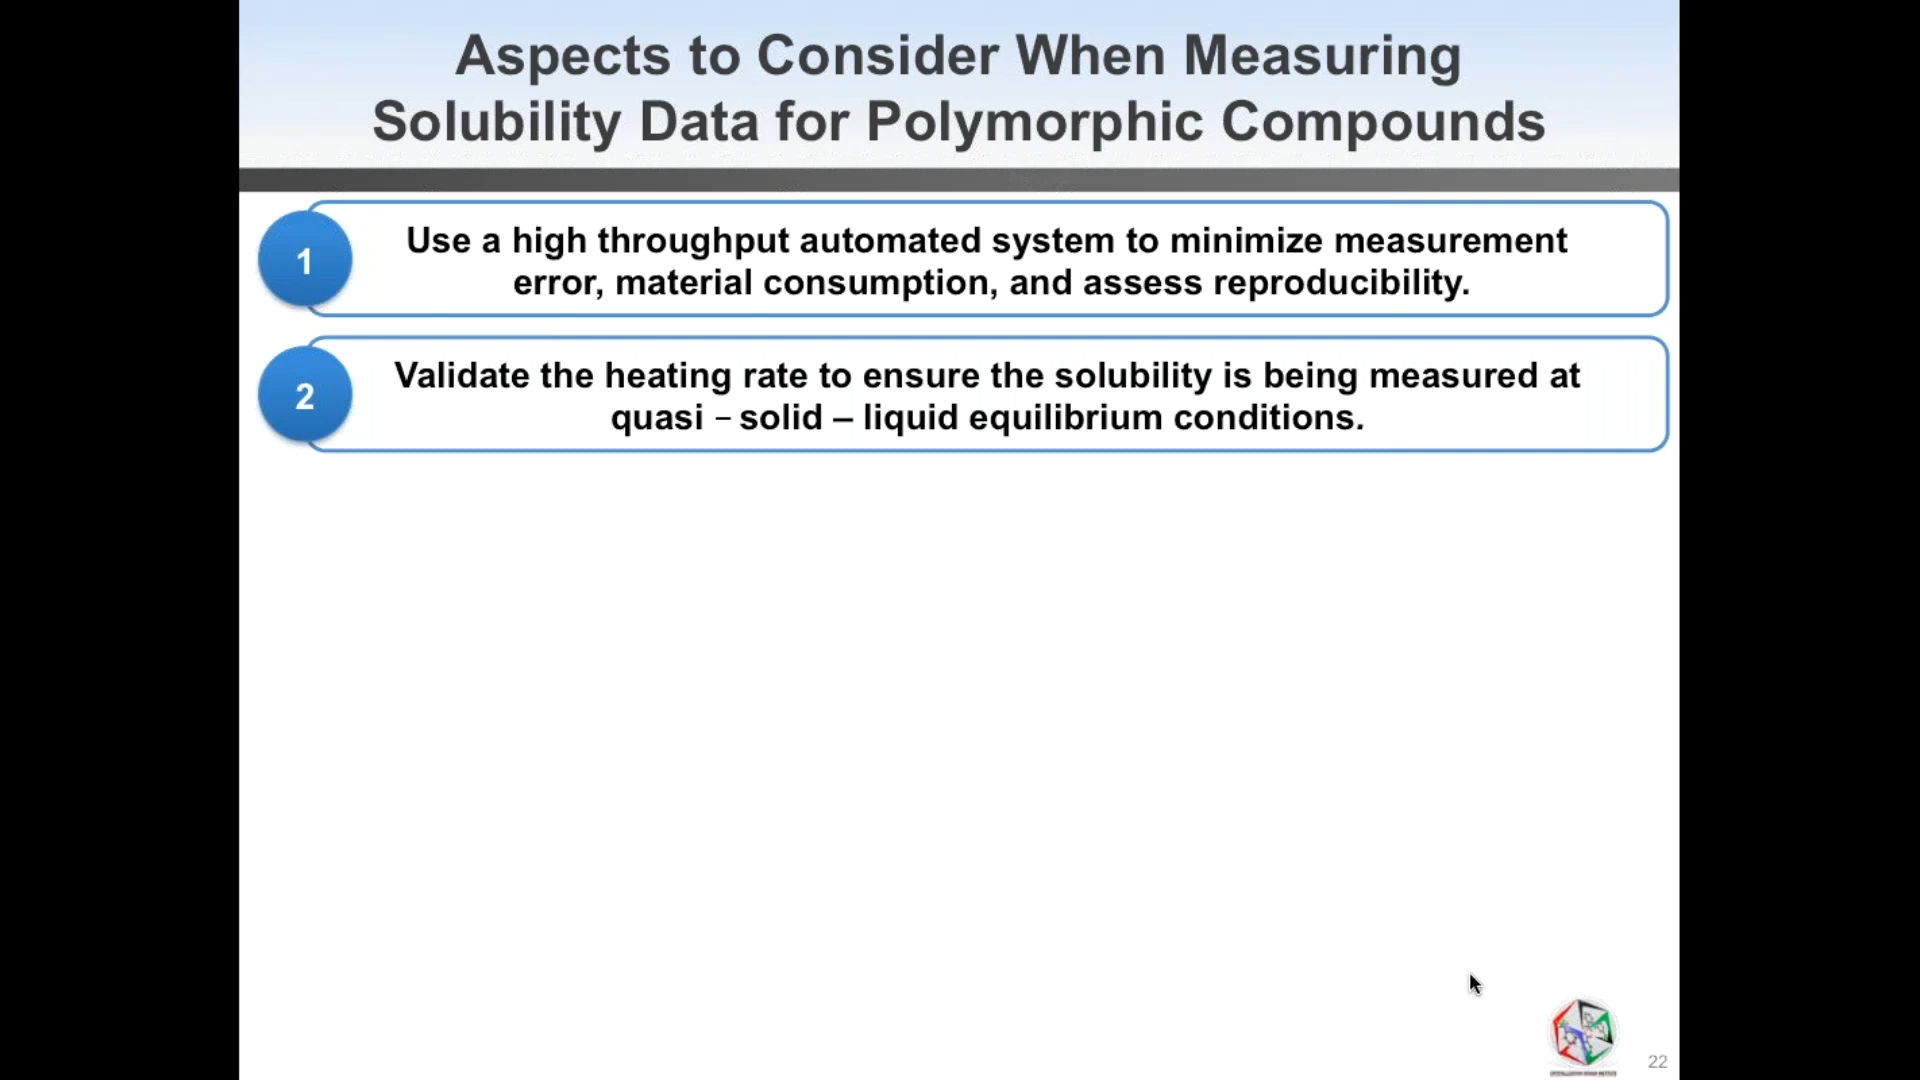 Aspects to Consider When Measuring
Solubility Data for Polymorphic Compounds
1
Use a high throughput automated system to minimize measurement
error, material consumption, and assess reproducibility.
2
Validate the heating rate to ensure the solubility is being measured at
quasi – solid – liquid equilibrium conditions.
22